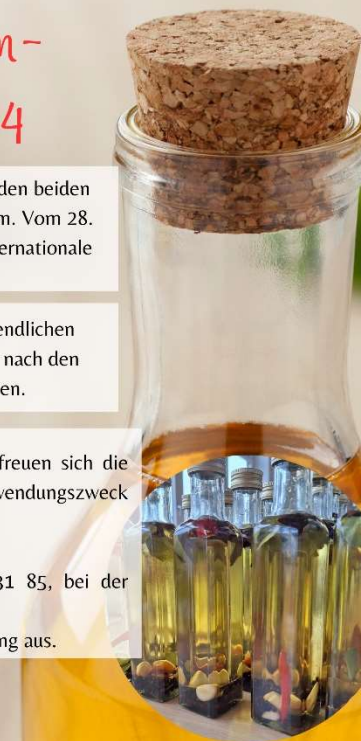 n-
4
den beiden
m. Vom 28.
ernationale
endlichen
nach den
en.
freuen sich die
wendungszweck
31 85, bei der
ng aus.